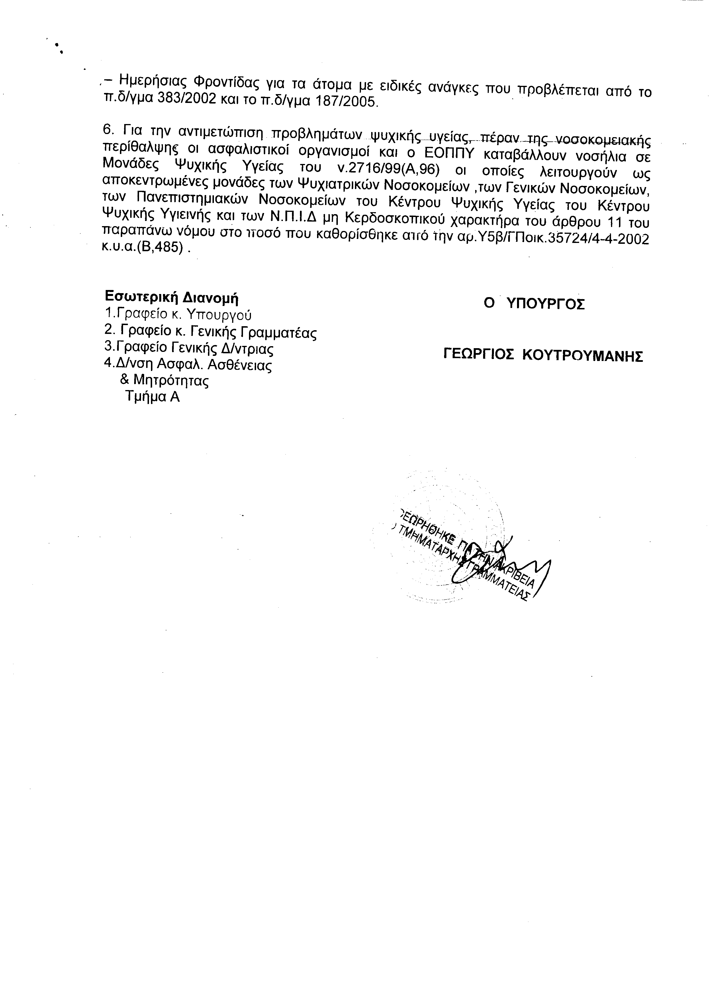 – Ημερήσιας Φροντίδας για τα άτομα με ειδικές ανάγκες που προβλέπεται από το
π.δ/γμα 383/2002 και το π.δ/γμα 187/2005.
6. Για την αντιμετώπιση προβλημάτων ψυχικής υγείας, πέραν της νοσοκομειακής
περίθαλψης οι ασφαλιστικοί οργανισμοί και ο ΕΟΠΠΥ καταβάλλουν νοσήλια σε
Μονάδες Ψυχικής Υγείας του ν.2716/99(Α,96) οι οποίες λειτουργούν ως
αποκεντρωμένες μονάδες των Ψυχιατρικών Νοσοκομείων ,των Γενικών Νοσοκομείων,
των Πανεπιστημιακών Νοσοκομείων του Κέντρου Ψυχικής Υγείας του Κέντρου
Ψυχικής Υγιεινής και των Ν.Π.Ι.Δ μη Κερδοσκοπικού χαρακτήρα του άρθρου 11 του
παραπάνω νόμου στο ποσό που καθορίσθηκε από την αρ.Υ5β/ΓΠοικ.35724/4-4-2002
κ.υ.α.(Β,485) .
Εσωτερική Διανομή
1.Γραφείο κ. Υπουργού
2. Γραφείο κ. Γενικής Γραμματέας
3.Γραφείο Γενικής Δ/ντριας
4.Δ/νση Ασφαλ. Ασθένειας
& Μητρότητας
Τμήμα Α
Ο ΥΠΟΥΡΓΟΣ
ΓΕΩΡΓΙΟΣ ΚΟΥΤΡΟΥΜΑΝΗΣ
ΘΕΩΡΗΘΗΚΕ ΓΙΑ ΤΗΝ ΑΚΡΙΒΕΙΑ
Ο ΤΜΗΜΑΤΑΡΧΗΣ ΓΡΑΜΜΑΤΕΙΑΣ